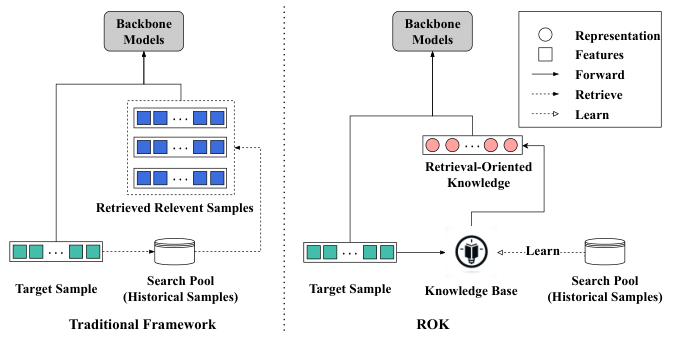 Backbone
Models
Retrieved Relevent Samples
Target Sample
Search Pool
(Historical Samples)
Traditional Framework
Backbone
Models
Representation
Features
Forward
Retrieve
Learn
Retrieval-Oriented
Knowledge
Learn
Target Sample
Knowledge Base
Search Pool
(Historical Samples)
ROK